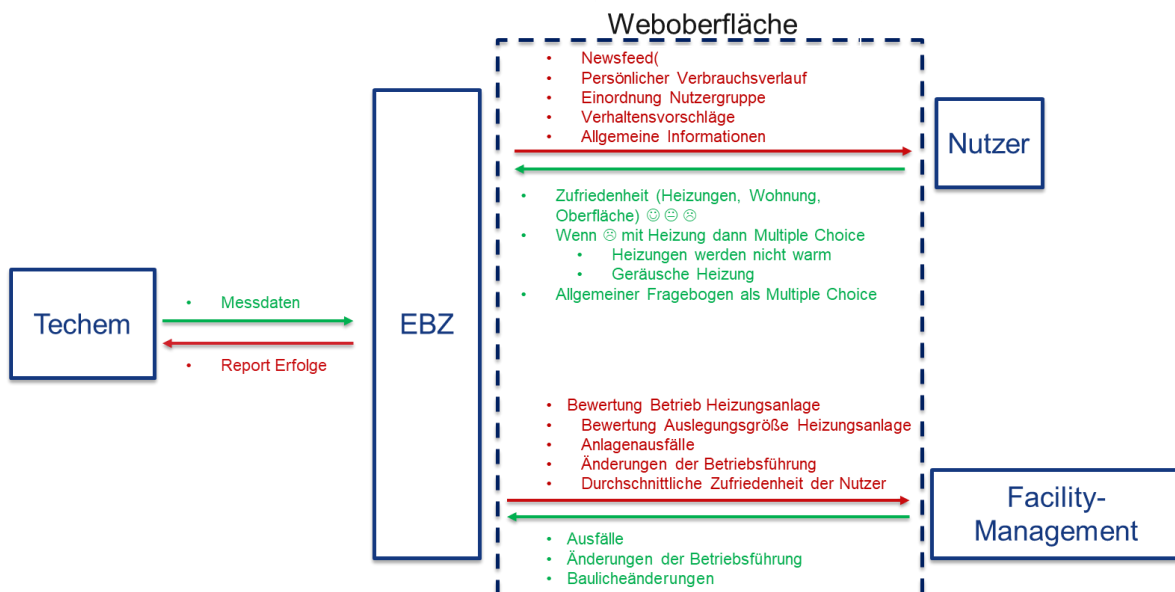 Weboberfläche
• Newsfeed(
• Persönlicher Verbrauchsverlauf
• Einordnung Nutzergruppe
• Verhaltensvorschläge
• Allgemeine Informationen
Nutzer
• Zufriedenheit (Heizungen, Wohnung,
Oberfläche) ☺ 😐 ☹
• Wenn ☹ mit Heizung dann Multiple Choice
• Heizungen werden nicht warm
• Geräusche Heizung
• Allgemeiner Fragebogen als Multiple Choice
Techem
• Messdaten
• Report Erfolge
EBZ
• Bewertung Betrieb Heizungsanlage
• Bewertung Auslegungsgröße Heizungsanlage
• Anlagenausfälle
• Änderungen der Betriebsführung
• Durchschnittliche Zufriedenheit der Nutzer
Facility-
Management
• Ausfälle
• Änderungen der Betriebsführung
• Baulicheänderungen